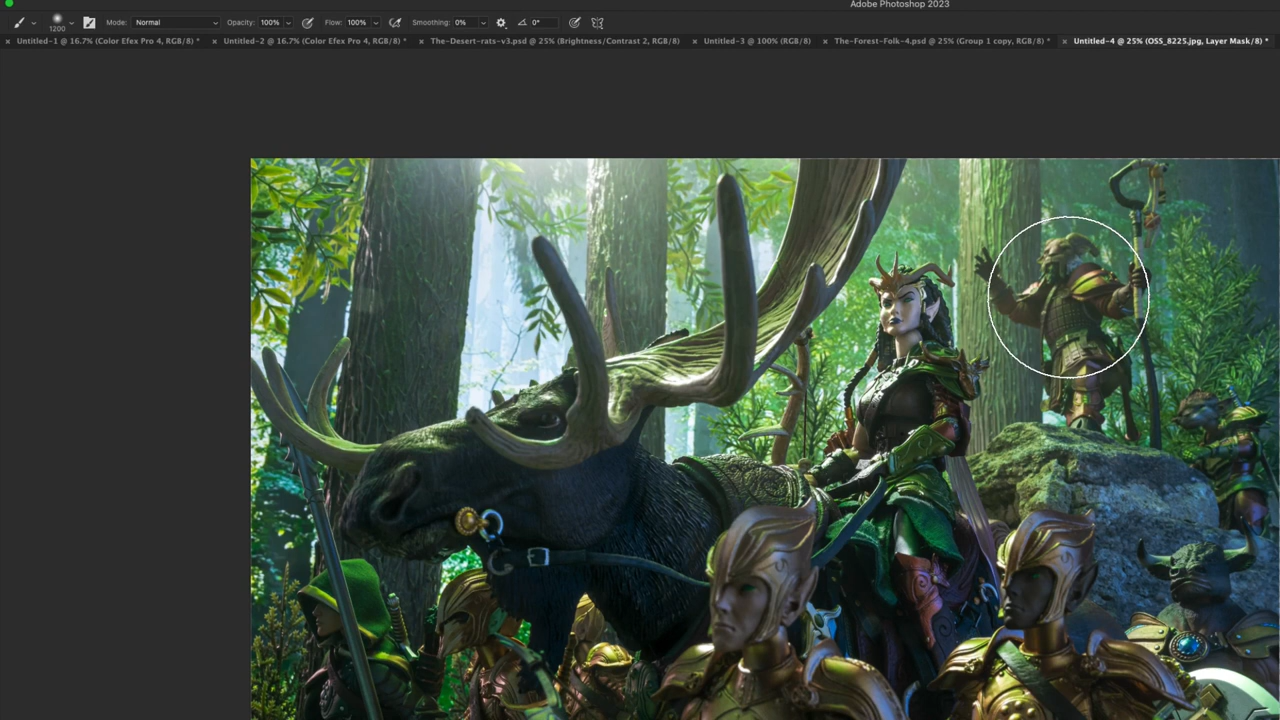 Adobe Photoshop 2023
1200 Mode: Normal Opacity: 100% Flow: 100% Smoothing: 0% 0°
Untitled-1 @ 16.7% (Color Efex Pro 4, RGB/8) * Untitled-2 @ 16.7% (Color Efex Pro 4, RGB/8) * The-Desert-rats-v3.psd @ 25% (Brightness/Contrast 2, RGB/8) Untitled-3 @ 100% (RGB/8) The-Forest-Folk-4.psd @ 25% (Group 1 copy, RGB/8) * Untitled-4 @ 25% (OSS_8225.jpg, Layer Mask/8) *